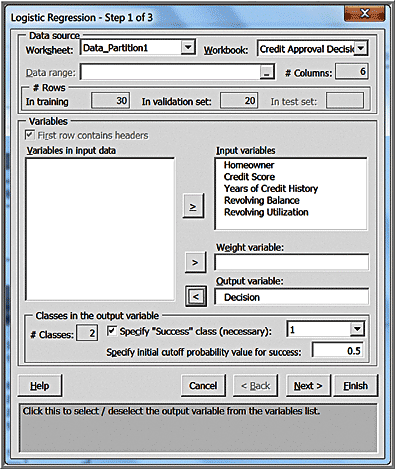 Logistic Regression - Step 1 of 3
X
Data source
Worksheet: Data_Partition1 Workbook: Credit Approval Decisi
Data range: ... # Columns: 6
# Rows
In training 30 In validation set: 20 In test set:
Variables
First row contains headers
Variables in input data Input variables
Homeowner
Credit Score
Years of Credit History
Revolving Balance
Revolving Utilization
>
Weight variable:
>
Output variable:
< Decision
Classes in the output variable
# Classes: 2 Specify "Success" class (necessary): 1
Specify initial cutoff probability value for success: 0.5
Help Cancel < Back Next > Finish
Click this to select / deselect the output variable from the variables list.